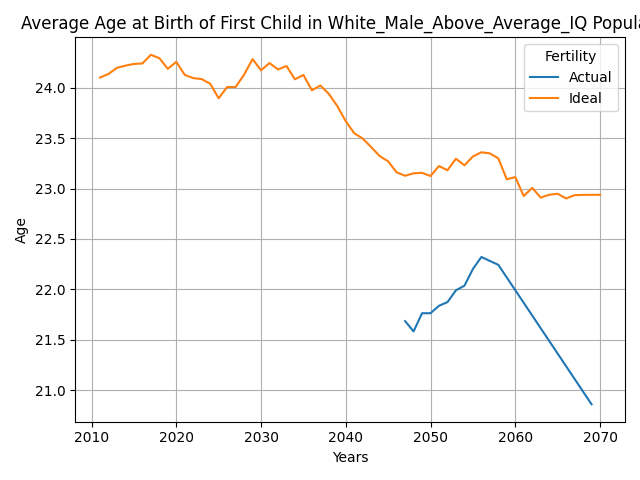 Average Age at Birth of First Child in White_Male_Above_Average_IQ Popula
Fertility
Actual
Ideal
24.0
23.5
23.0
22.5
22.0
21.5
21.0
Age
2010 2020 2030 2040 2050 2060 2070
Years